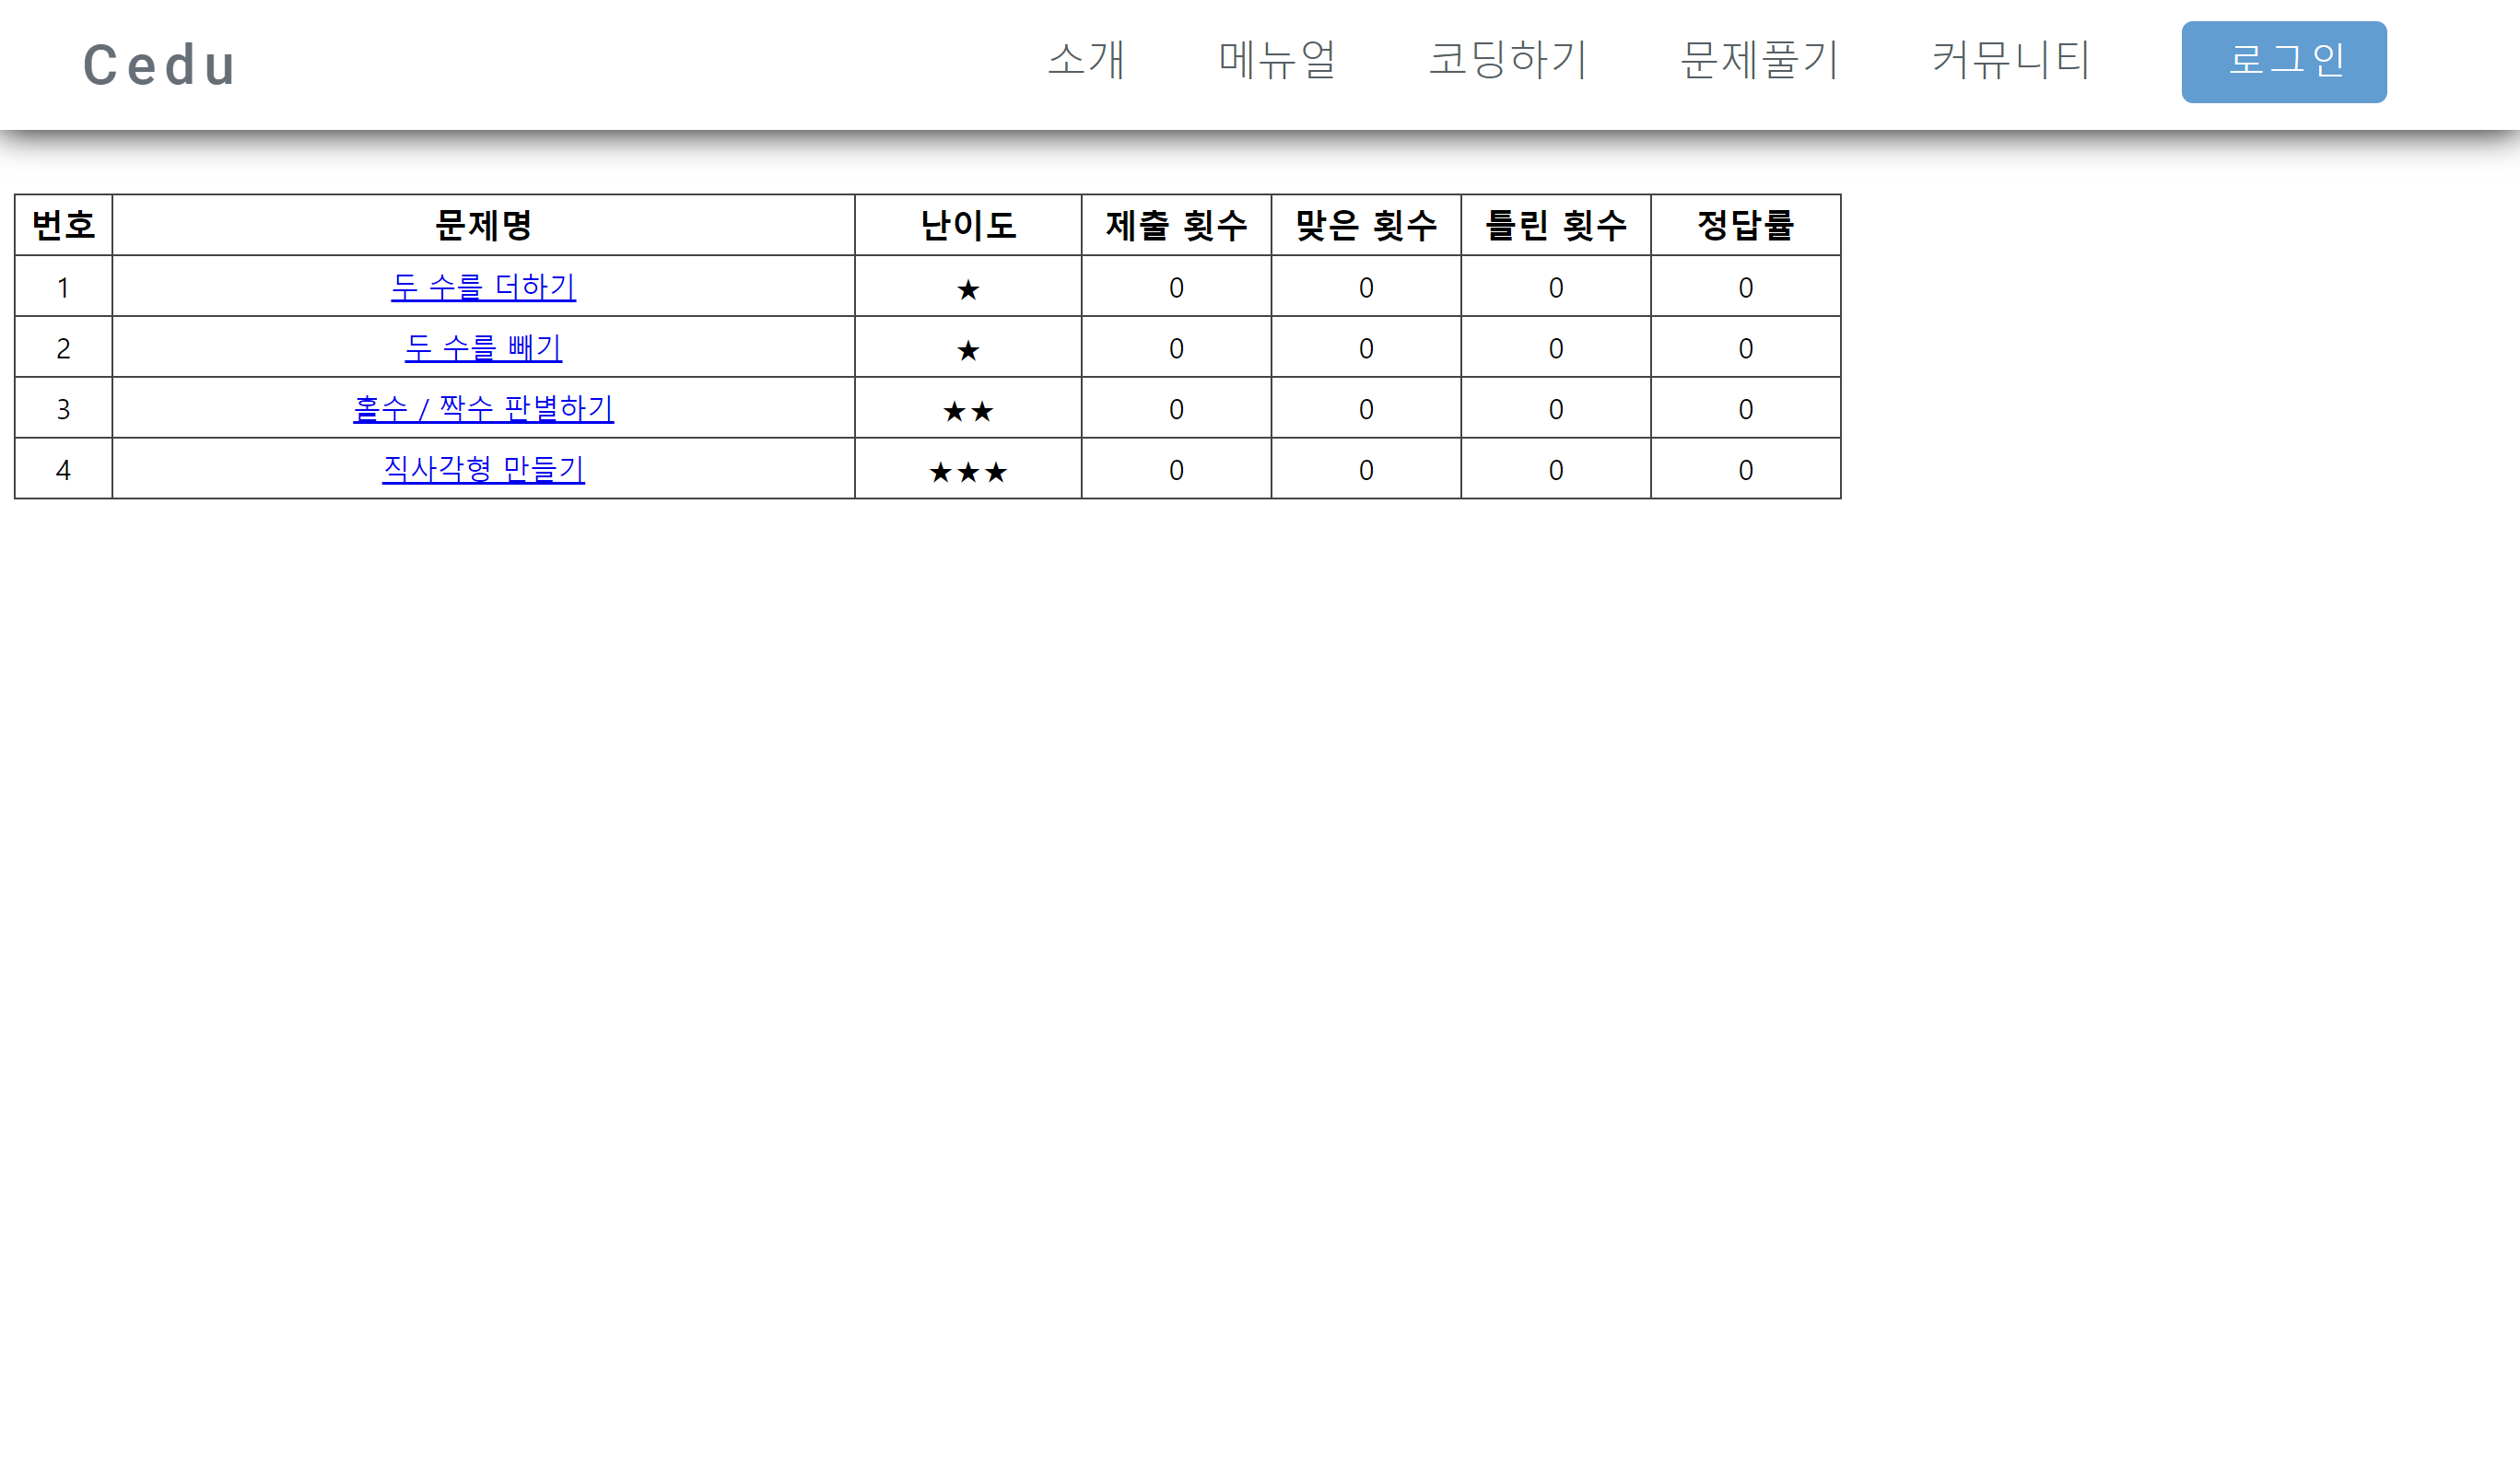 Cedu 소개 메뉴얼 코딩하기 문제풀기 커뮤니티 로그인
번호 문제명 난이도 제출 횟수 맞은 횟수 틀린 횟수 정답률
1 두 수를 더하기 ★ 0 0 0 0
2 두 수를 빼기 ★ 0 0 0 0
3 홀수 / 짝수 판별하기 ★★ 0 0 0 0
4 직사각형 만들기 ★★★ 0 0 0 0